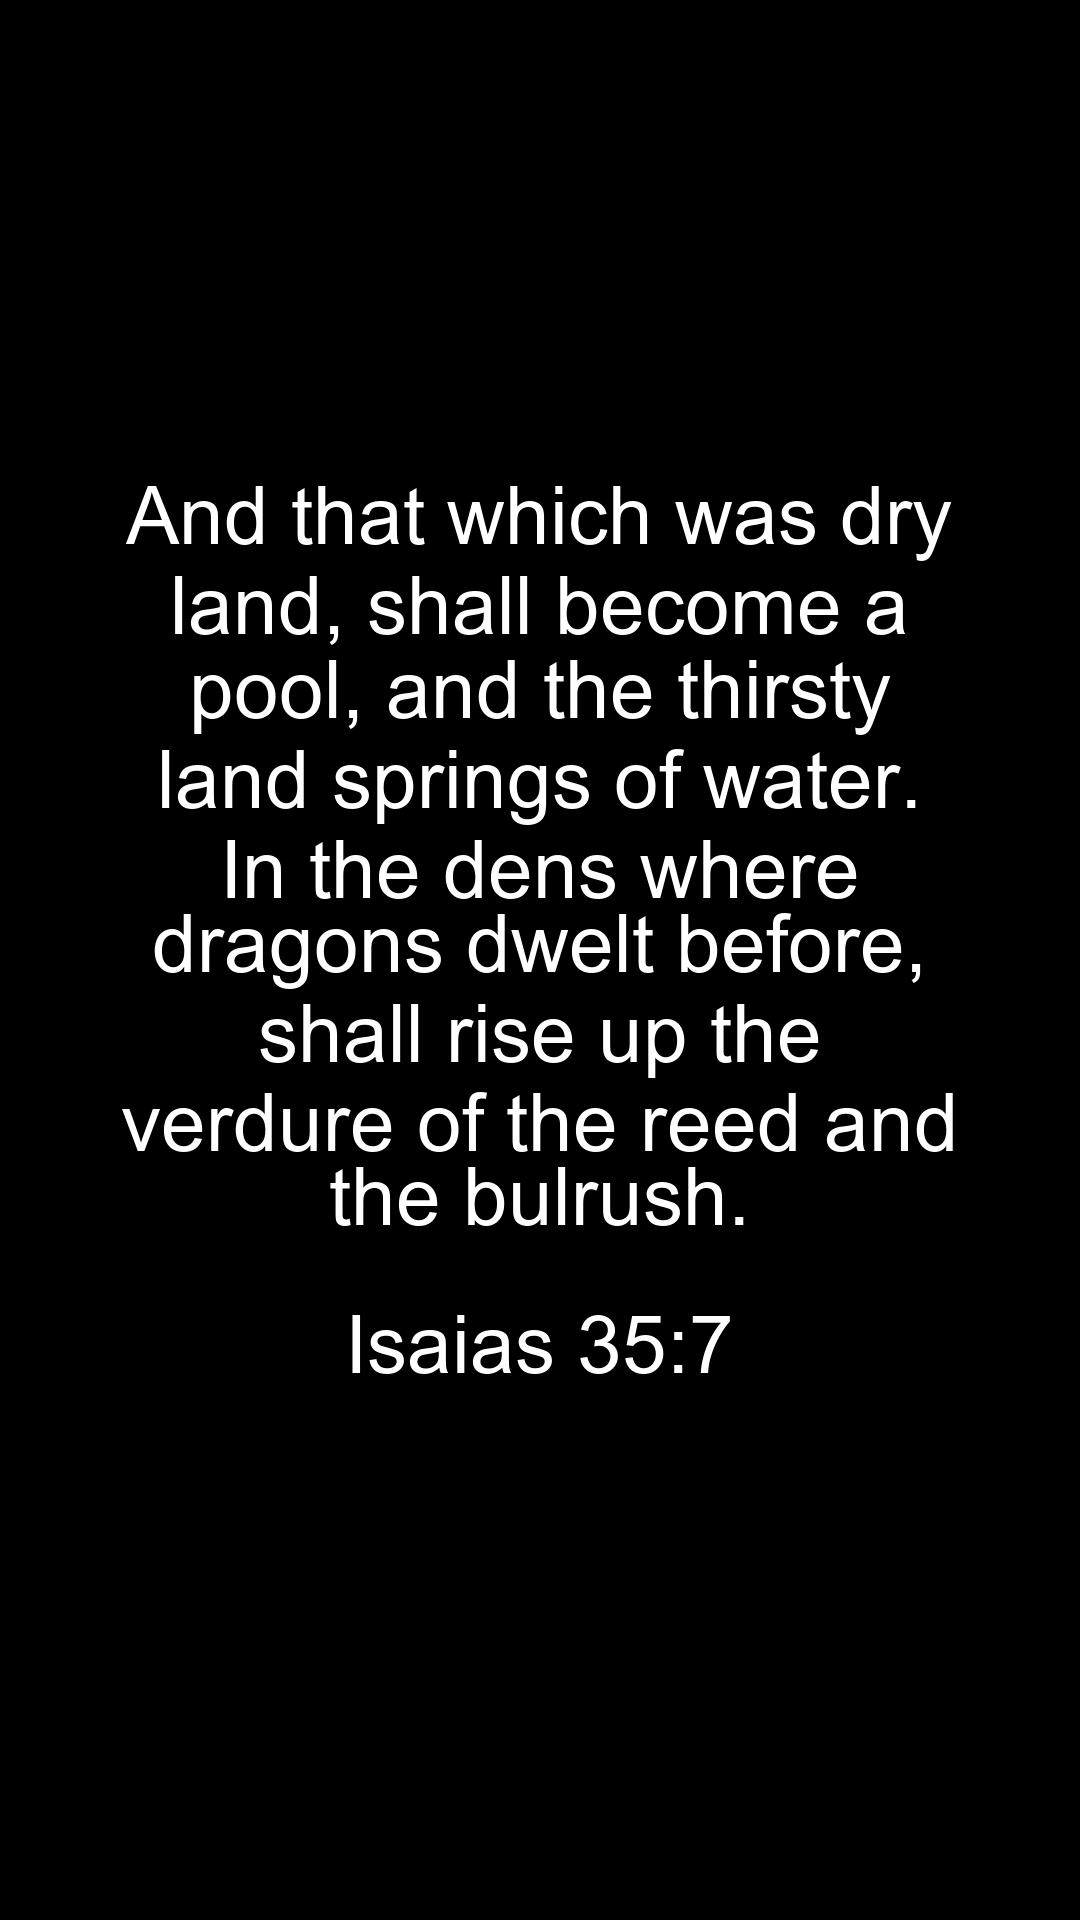 And that which was dry
land, shall become a
pool, and the thirsty
land springs of water.
In the dens where
dragons dwelt before,
shall rise up the
verdure of the reed and
the bulrush.
Isaias 35:7